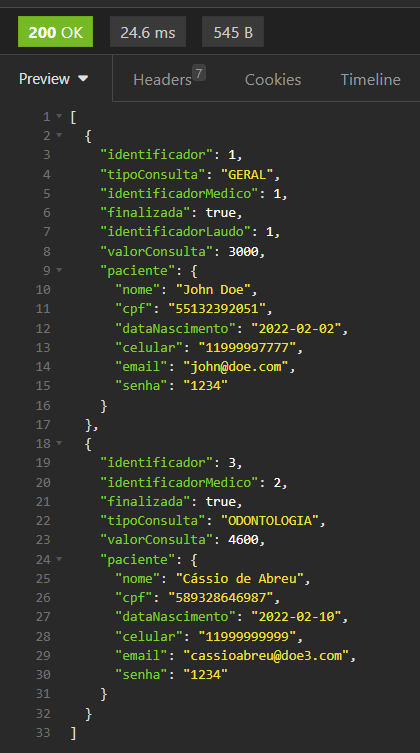 200 OK 24.6 ms 545 B
Preview Headers 7 Cookies Timeline
1 [
2 {
3 "identificador": 1,
4 "tipoConsulta": "GERAL",
5 "identificadorMedico": 1,
6 "finalizada": true,
7 "identificadorLaudo": 1,
8 "valorConsulta": 3000,
9 "paciente": {
10 "nome": "John Doe",
11 "cpf": "55132392051",
12 "dataNascimento": "2022-02-02",
13 "celular": "11999997777",
14 "email": "john@doe.com",
15 "senha": "1234"
16 }
17 },
18 {
19 "identificador": 3,
20 "identificadorMedico": 2,
21 "finalizada": true,
22 "tipoConsulta": "ODONTOLOGIA",
23 "valorConsulta": 4600,
24 "paciente": {
25 "nome": "Cássio de Abreu",
26 "cpf": "589328646987",
27 "dataNascimento": "2022-02-10",
28 "celular": "11999999999",
29 "email": "cassioabreu@doe3.com",
30 "senha": "1234"
31 }
32 }
33 ]